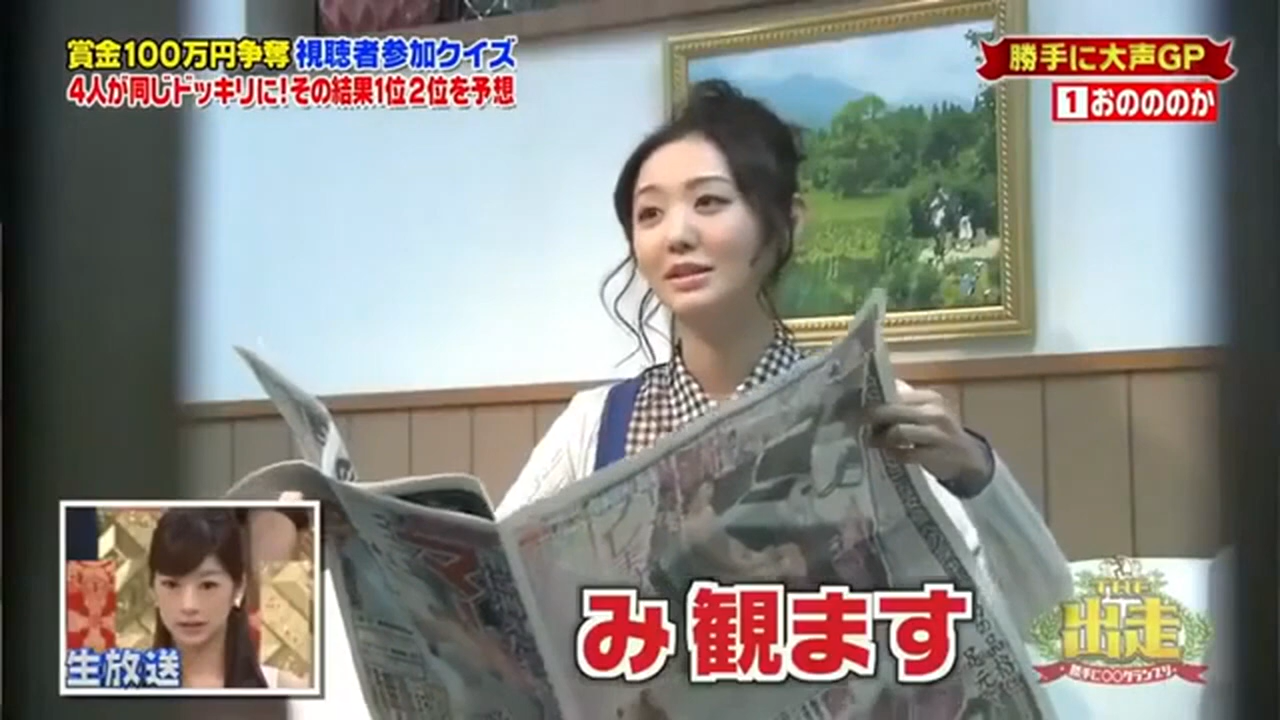 賞金100万円争奪 視聴者参加クイズ
4人が同じドッキリに!その結果1位2位を予想
勝手に大声GP
1 おのののか
み 観ます
生放送
THE
出走
勝手に○○グランプリ